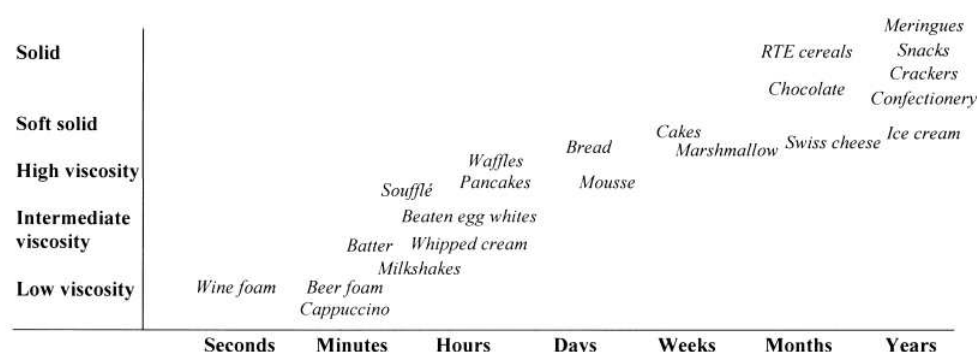 Meringues
Solid RTE cereals Snacks
Chocolate Crackers
Confectionery
Soft solid Cakes Ice cream
Bread Marshmallow Swiss cheese
High viscosity Waffles
Soufflé Pancakes Mousse
Intermediate Beaten egg whites
viscosity Batter Whipped cream
Milkshakes
Low viscosity Wine foam Beer foam
Cappuccino
Seconds Minutes Hours Days Weeks Months Years